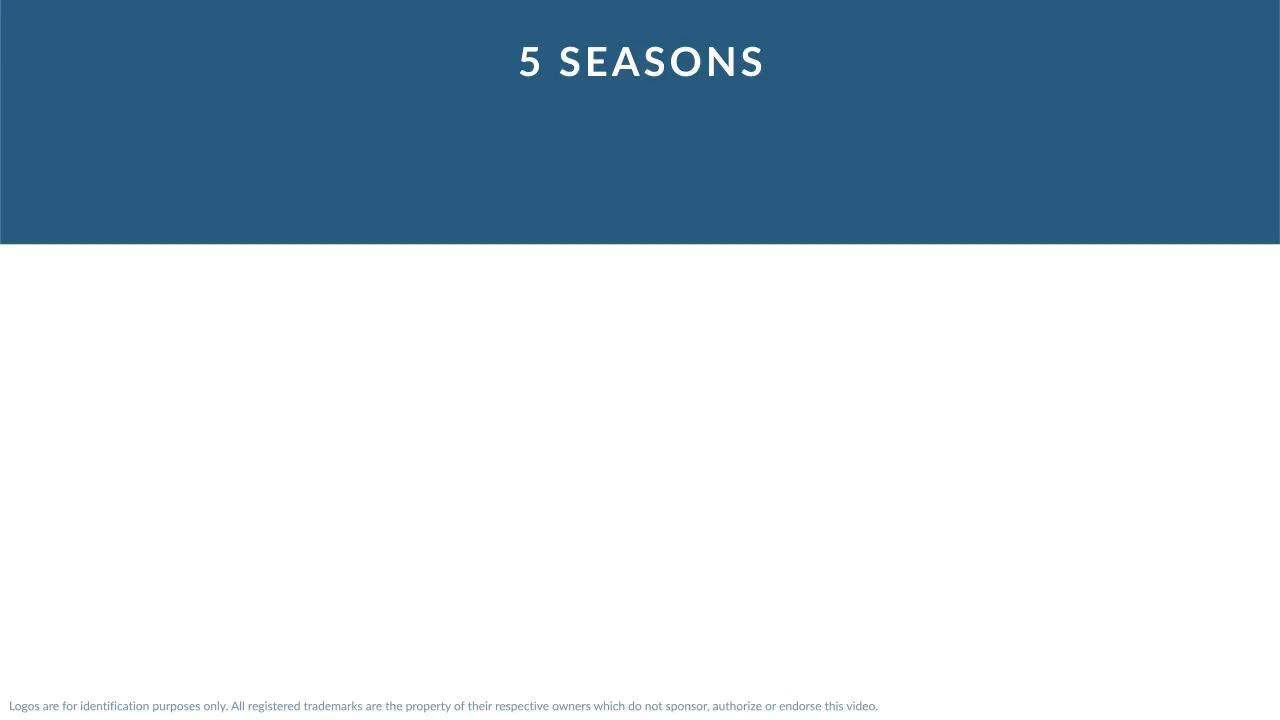 5 SEASONS
Logos are for identification purposes only. All registered trademarks are the property of their respective owners which do not sponsor, authorize or endorse this video.